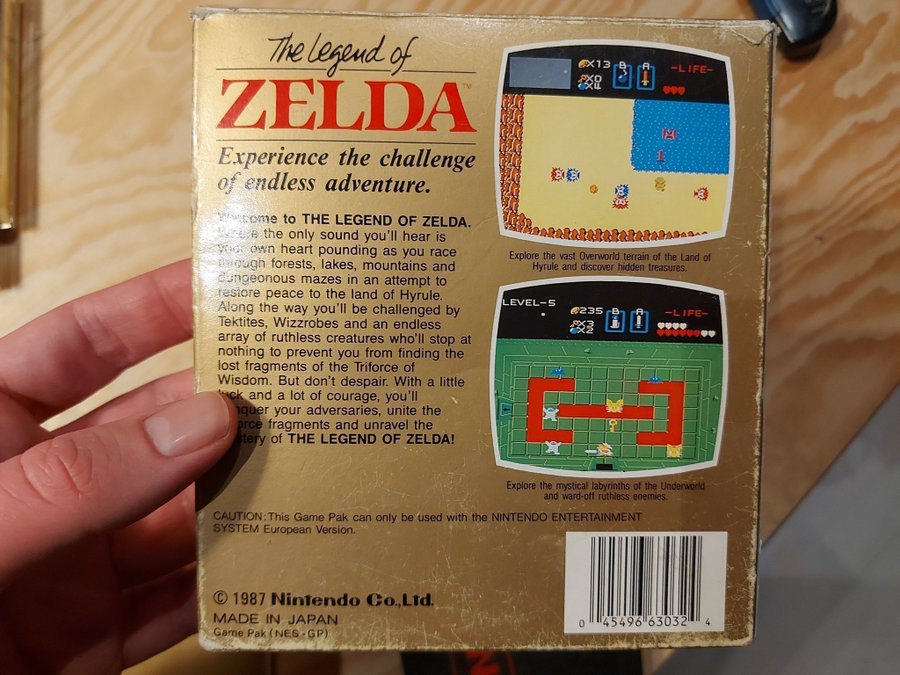 The Legend of
ZELDA™
Experience the challenge
of endless adventure.
to THE LEGEND OF ZELDA.
the only sound you'll hear is
own heart pounding as you race
through forests, lakes, mountains and
dungeonous mazes in an attempt to
restore peace to the land of Hyrule.
Along the way you'll be challenged by
Tektites, Wizzrobes and an endless
array of ruthless creatures who'll stop at
nothing to prevent you from finding the
lost fragments of the Triforce of
Wisdom. But don't despair. With a little
luck and a lot of courage, you'll
your adversaries, unite the
fragments and unravel the
of THE LEGEND OF ZELDA!
X13 B A -LIFE-
X0
X4
Explore the vast Overworld terrain of the Land of
Hyrule and discover hidden treasures.
LEVEL-5
235 B A -LIFE-
X3
X2
Explore the mystical labyrinths of the Underworld
and ward-off ruthless enemies.
CAUTION: This Game Pak can only be used with the NINTENDO ENTERTAINMENT
SYSTEM European Version.
© 1987 Nintendo Co.,Ltd.
MADE IN JAPAN
Game Pak (NES-GP)
0 45496 63032 4